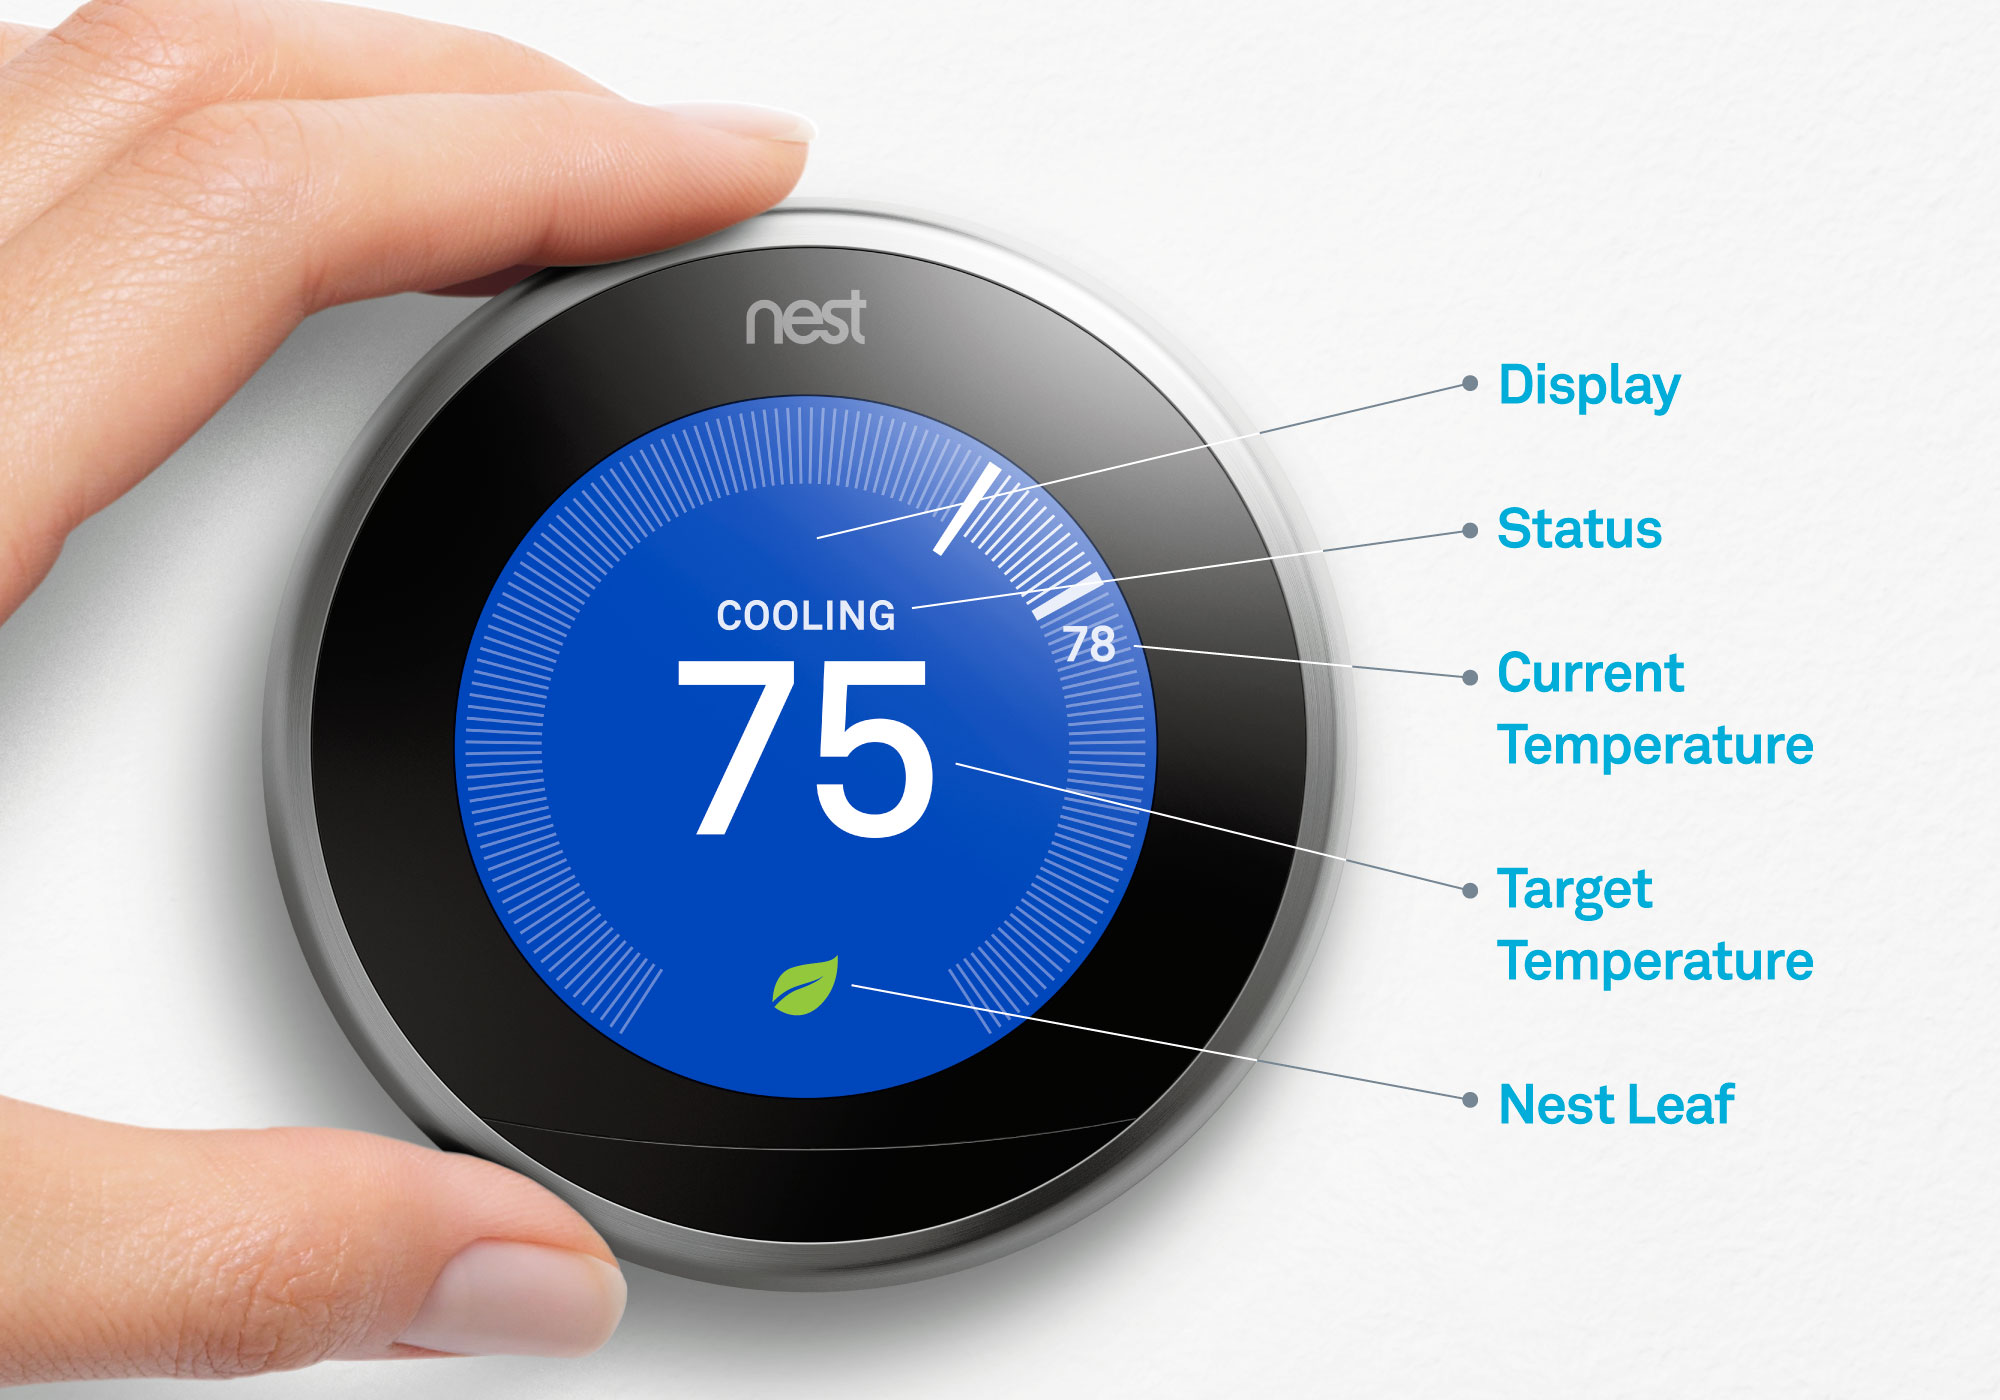 nest
Display
Status
COOLING
78
Current
Temperature
75
Target
Temperature
Nest Leaf